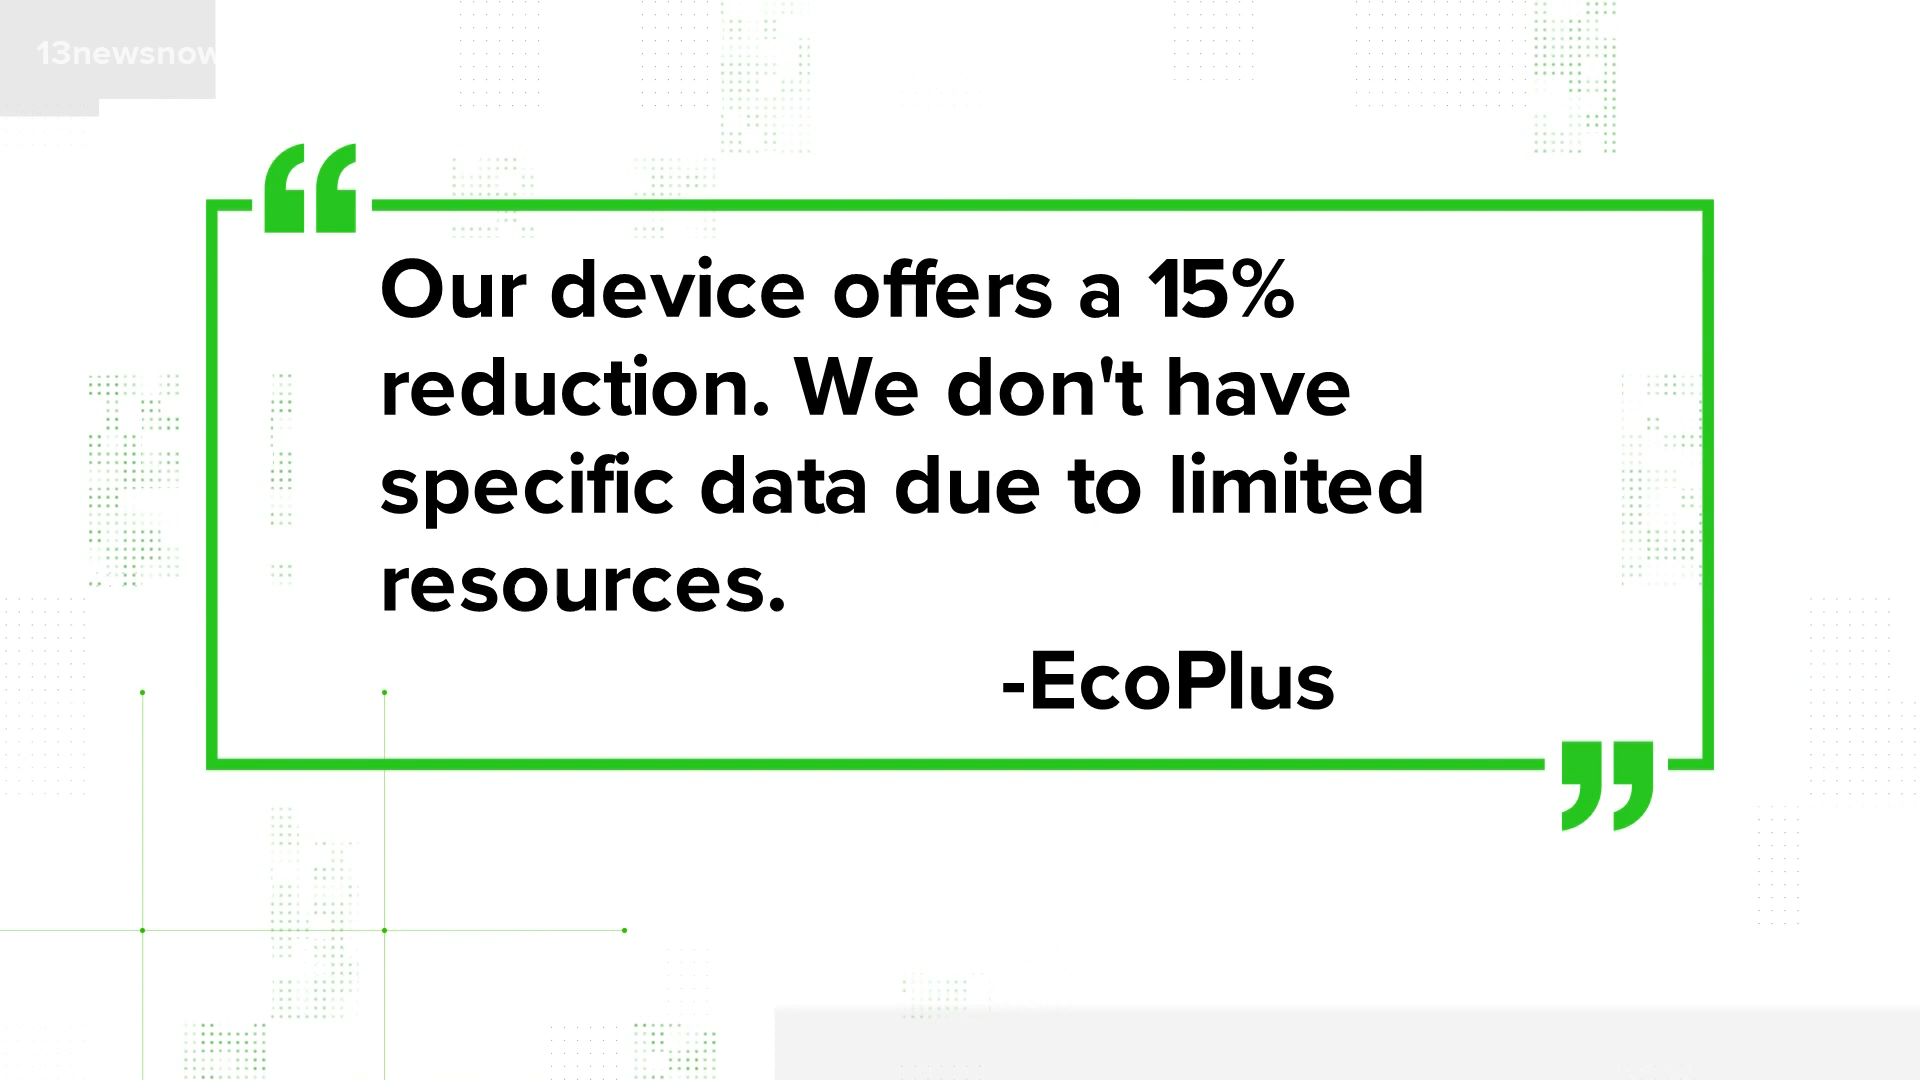 13newsnow
Our device offers a 15%
reduction. We don't have
specific data due to limited
resources.
-EcoPlus